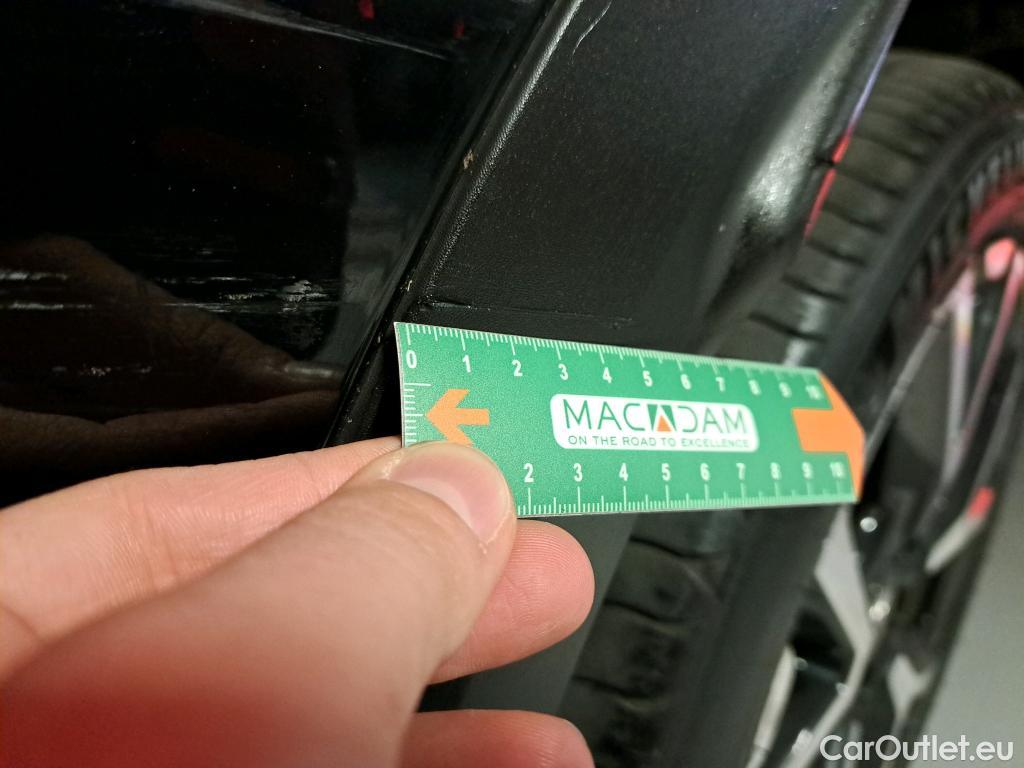 0 1 2 3 4 5 6 7 8 9 10
MACADAM
ON THE ROAD TO EXCELLENCE
2 3 4 5 6 7 8 9 10
CarOutlet.eu